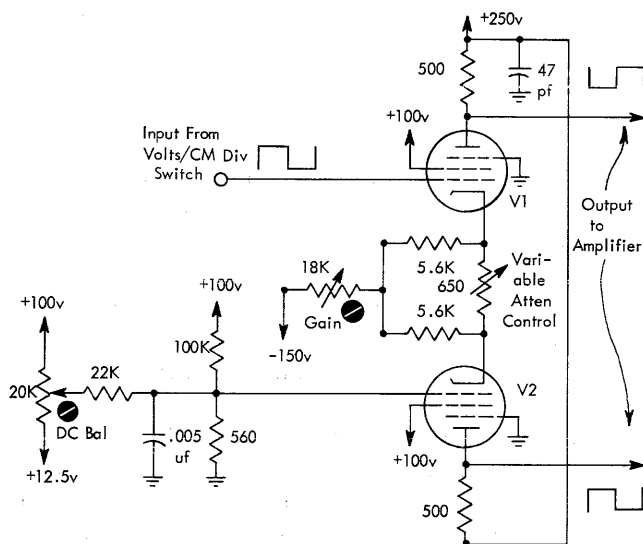 +250v
500
47
pf
+100v
Input From
Volts/CM Div
Switch
V1
Output
to
Amplifier
18K
5.6K
650
Vari-
able
Atten
Control
Gain
5.6K
-150v
+100v
+100v
100K
22K
20K
DC Bal
.005
uf
560
+12.5v
V2
+100v
500